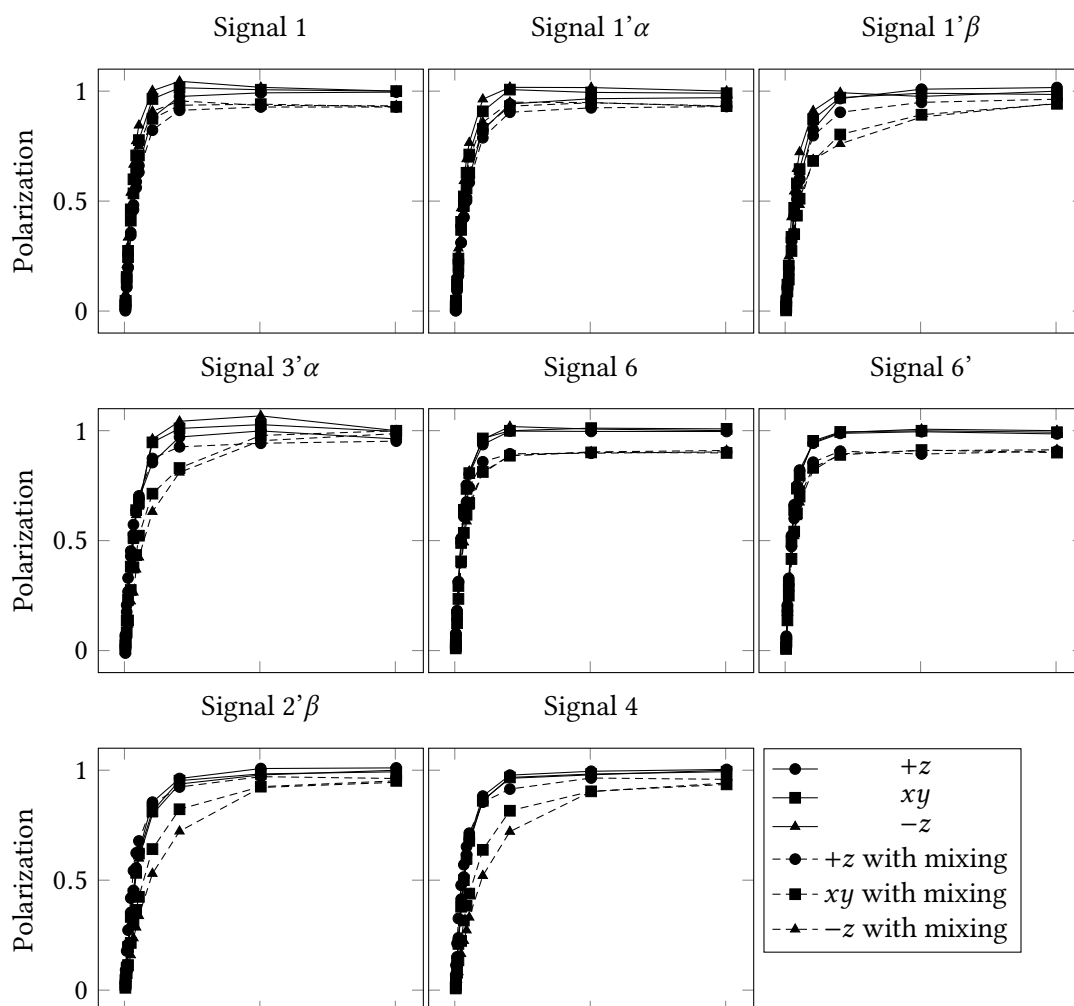 Signal 1 Signal 1’α Signal 1’β
1
0.5
0
Polarization
Signal 3’α Signal 6 Signal 6’
1
0.5
0
Polarization
Signal 2’β Signal 4
1
0.5
0
Polarization
+z
xy
−z
+z with mixing
xy with mixing
−z with mixing